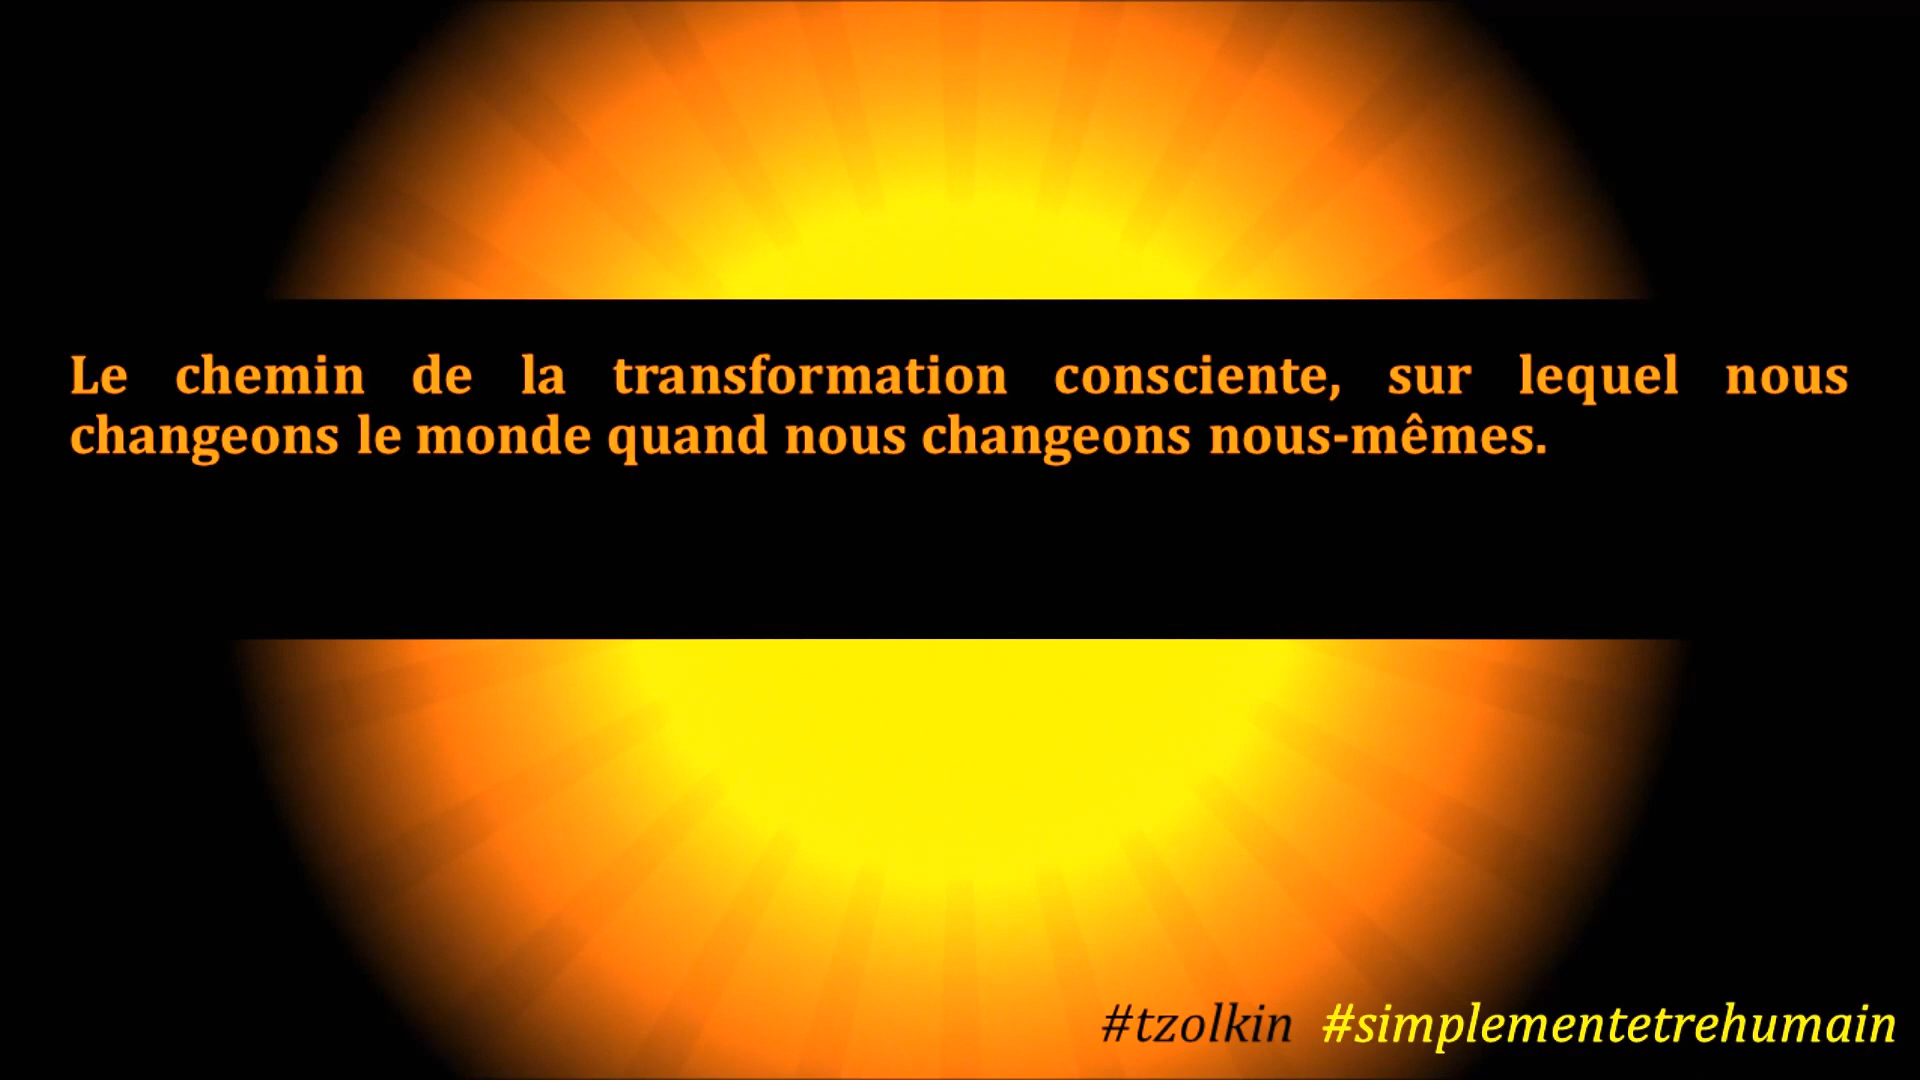 Le chemin de la transformation consciente, sur lequel nous
changeons le monde quand nous changeons nous-mêmes.
#tzolkin #simplementetrehumain